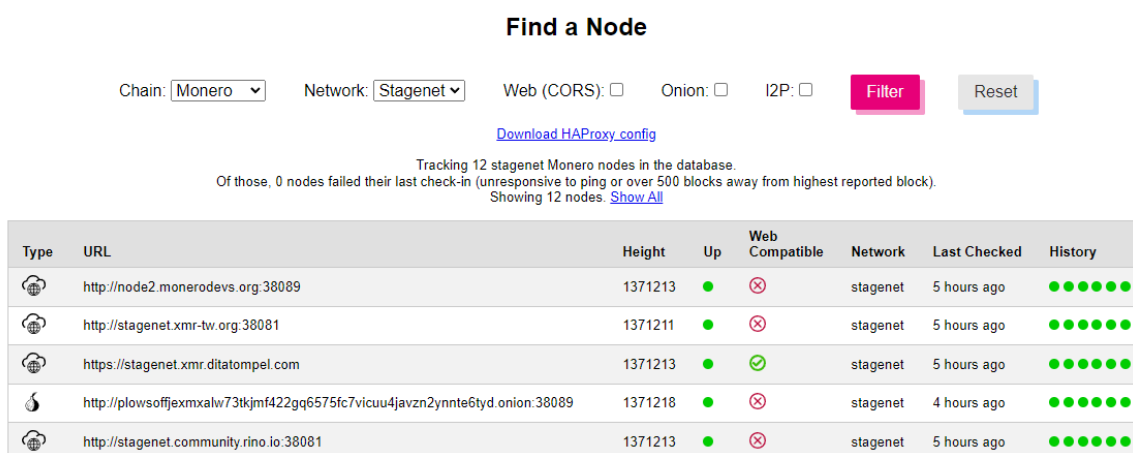 Find a Node
Chain: Monero Network: Stagenet Web (CORS): Onion: I2P: Filter Reset
Download HAProxy config
Tracking 12 stagenet Monero nodes in the database.
Of those, 0 nodes failed their last check-in (unresponsive to ping or over 500 blocks away from highest reported block).
Showing 12 nodes. Show All
Type URL Height Up Web Compatible Network Last Checked History
http://node2.monerodevs.org:38089 1371213 stagenet 5 hours ago
http://stagenet.xmr-tw.org:38081 1371211 stagenet 5 hours ago
https://stagenet.xmr.ditatompel.com 1371213 stagenet 5 hours ago
http://plowsoffjexmxalw73tkjmf422gq6575fc7vicuu4javzn2ynnte6tyd.onion:38089 1371218 stagenet 4 hours ago
http://stagenet.community.rino.io:38081 1371213 stagenet 5 hours ago